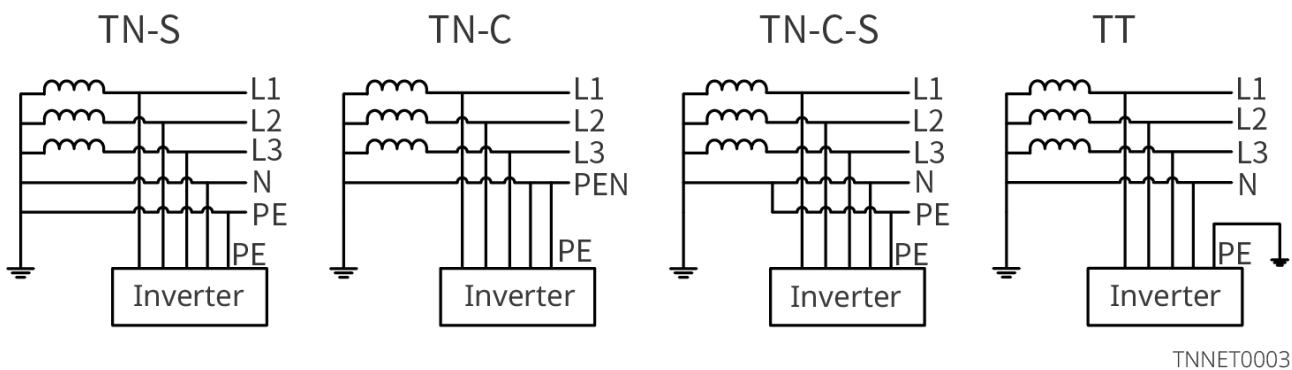 TN-S TN-C TN-C-S TT
L1 L1 L1 L1
L2 L2 L2 L2
L3 L3 L3 L3
N PEN N N
PE PE
PE PE PE PE
Inverter Inverter Inverter Inverter
TNNET0003